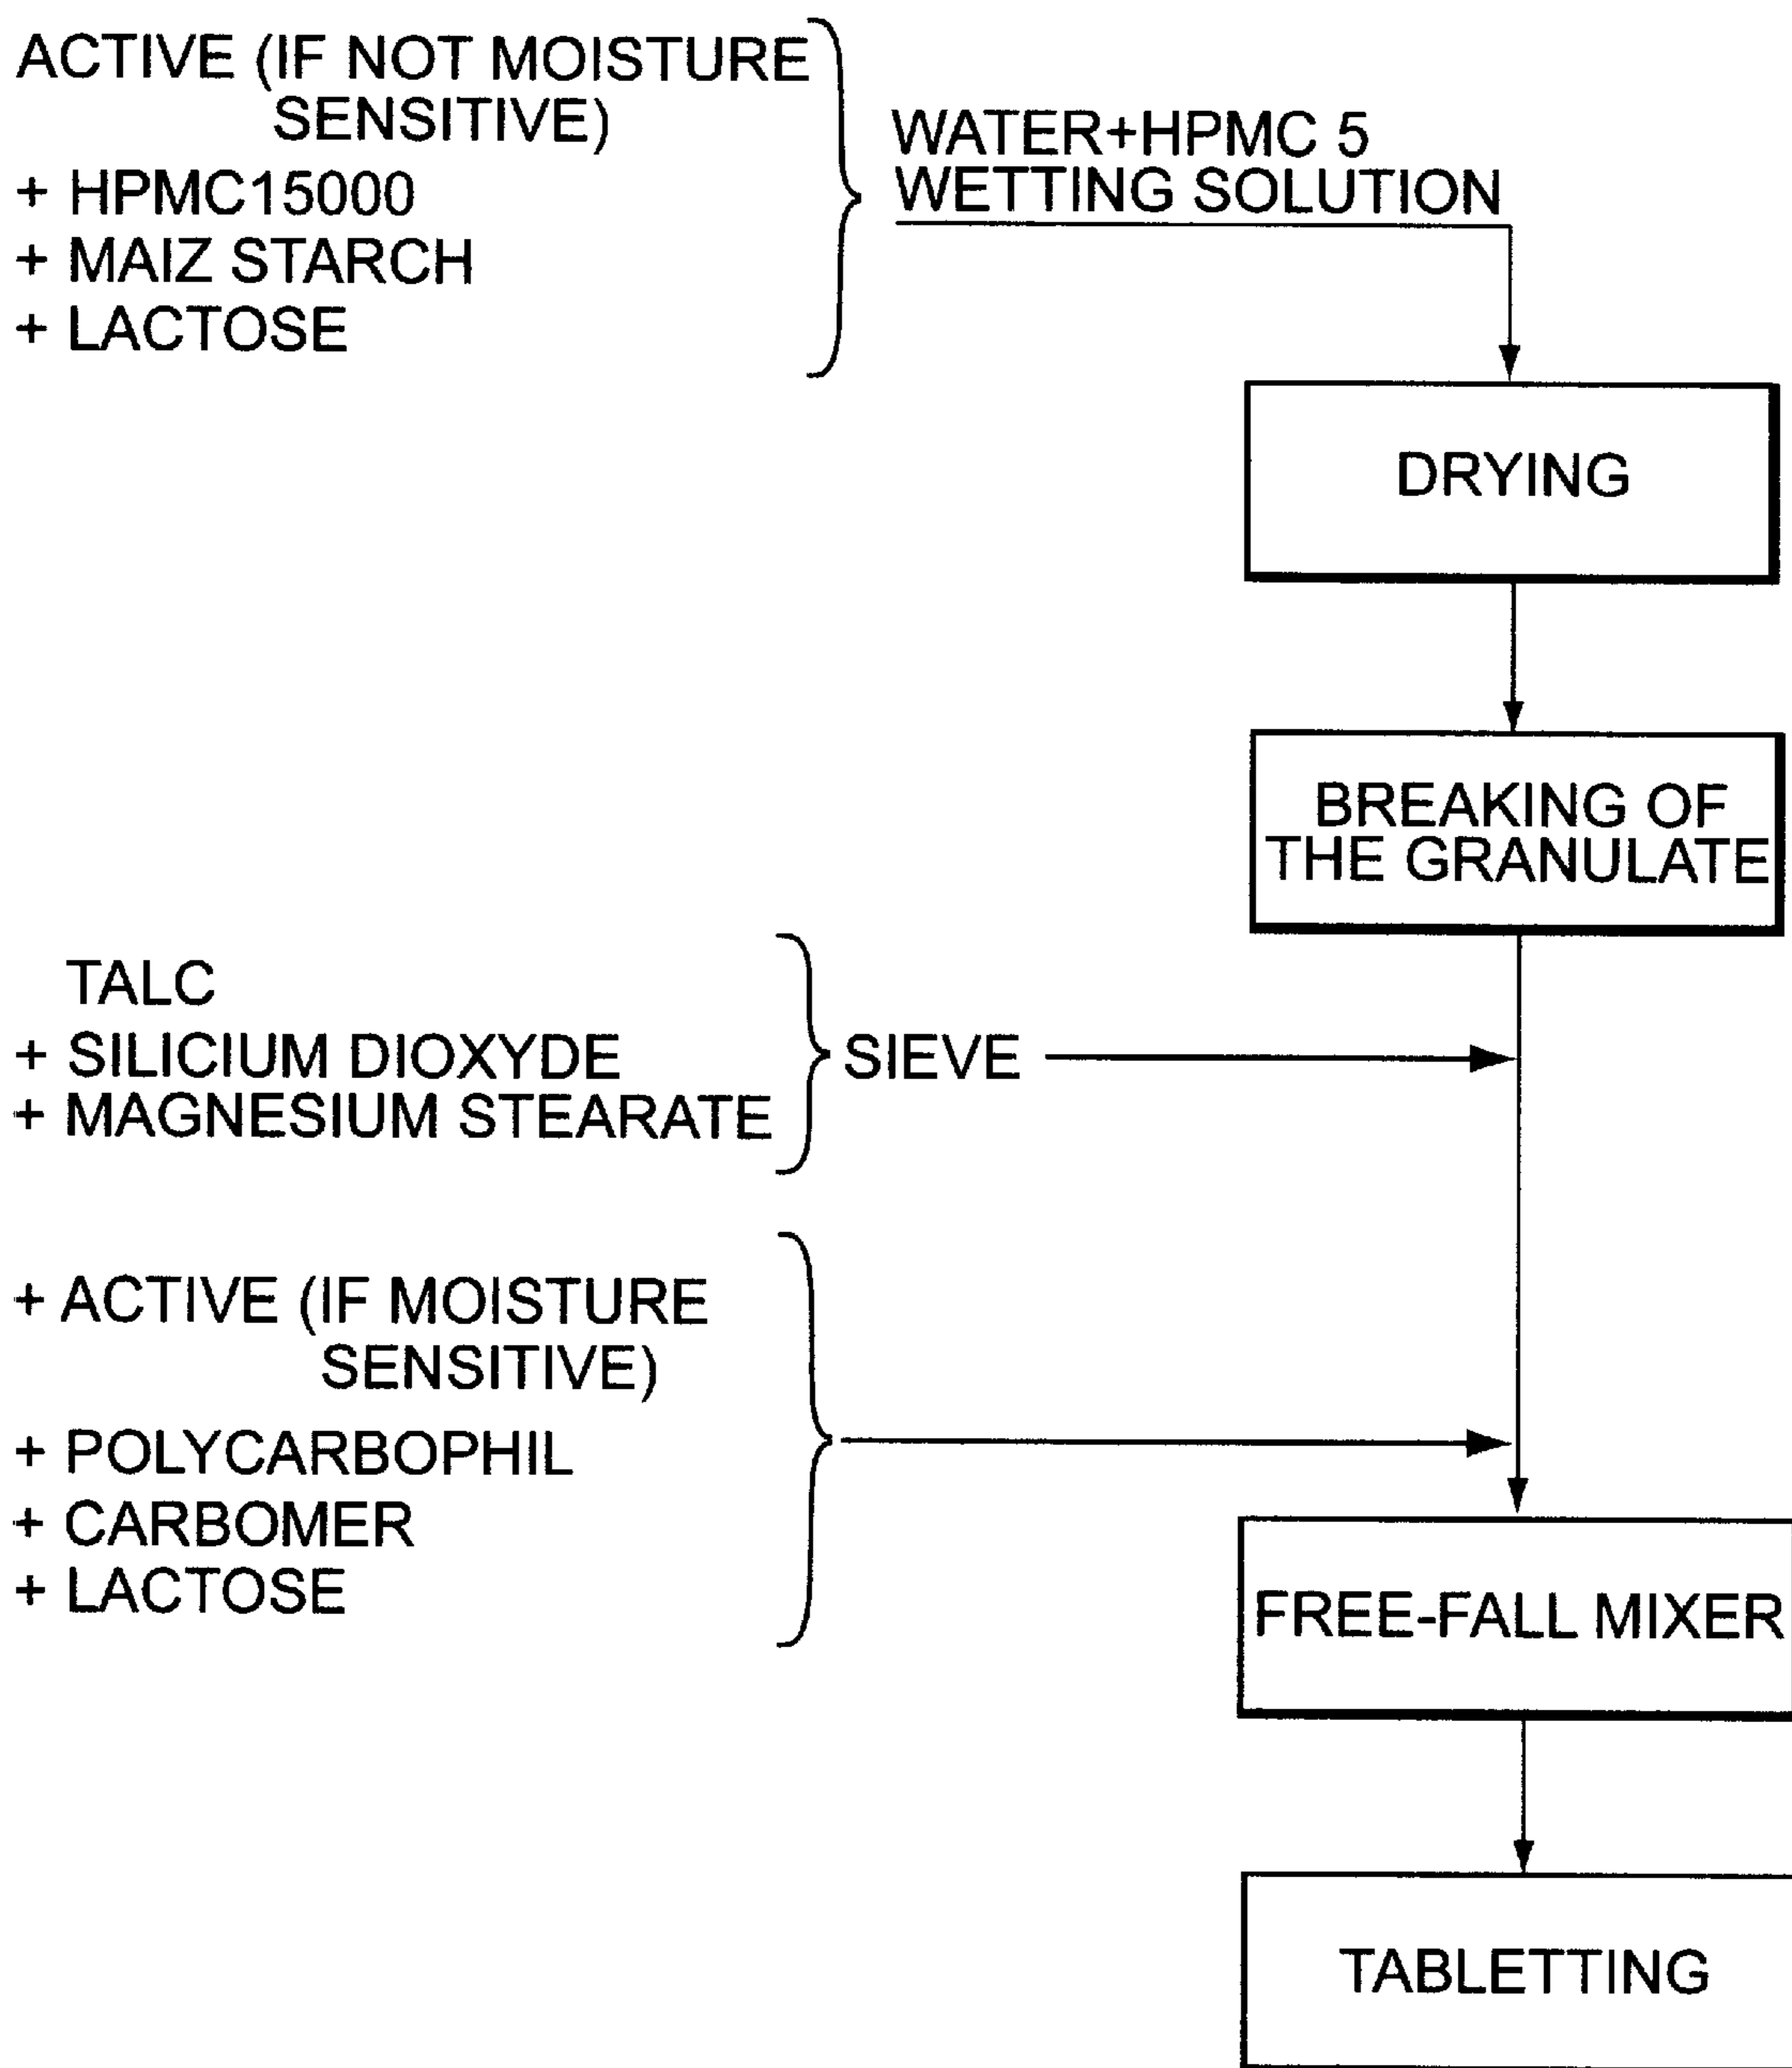 ACTIVE (IF NOT MOISTURE
SENSITIVE)
+ HPMC15000
+ MAIZ STARCH
+ LACTOSE
WATER+HPMC 5
WETTING SOLUTION
DRYING
BREAKING OF
THE GRANULATE
TALC
+ SILICIUM DIOXYDE
+ MAGNESIUM STEARATE
SIEVE
+ ACTIVE (IF MOISTURE
SENSITIVE)
+ POLYCARBOPHIL
+ CARBOMER
+ LACTOSE
FREE-FALL MIXER
TABLETTING